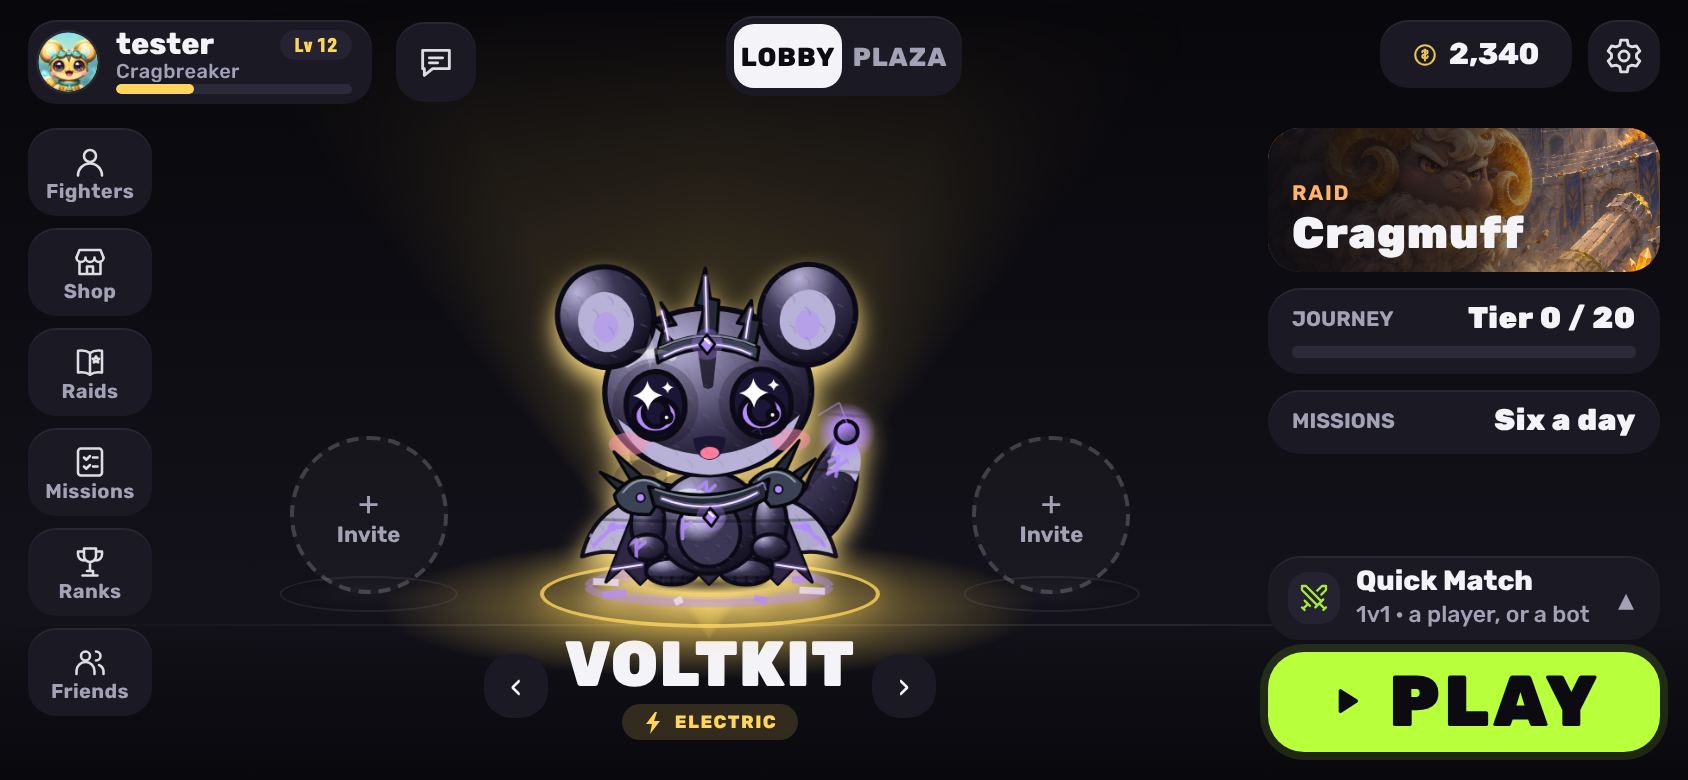 tester
Lv 12
Cragbreaker
LOBBY
PLAZA
2,340
Fighters
Shop
Raids
Missions
Ranks
Friends
+
Invite
+
Invite
VOLTKIT
ELECTRIC
RAID
Cragmuff
JOURNEY
Tier 0 / 20
MISSIONS
Six a day
Quick Match
1v1 • a player, or a bot
PLAY